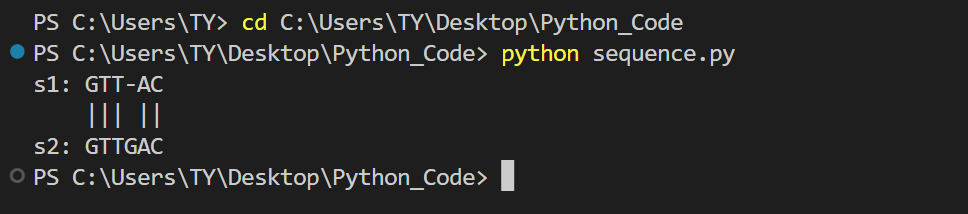 PS C:\Users\TY> cd C:\Users\TY\Desktop\Python_Code
PS C:\Users\TY\Desktop\Python_Code> python sequence.py
s1: GTT-AC
    ||| ||
s2: GTTGAC
PS C:\Users\TY\Desktop\Python_Code>